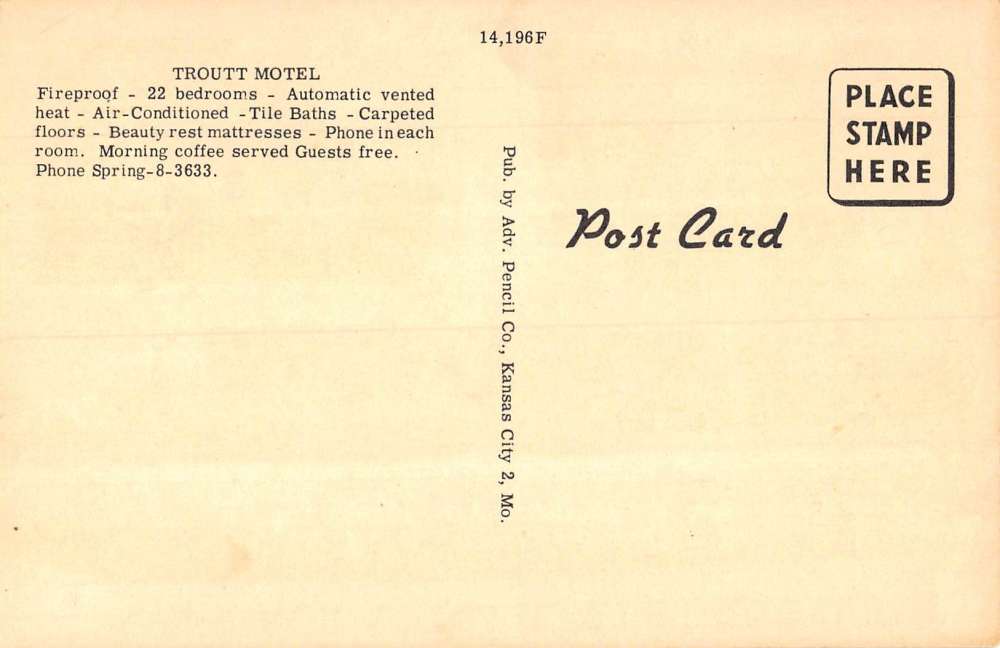 14,196F
TROUTT MOTEL
Fireproof - 22 bedrooms - Automatic vented
heat - Air-Conditioned -Tile Baths -Carpeted
floors - Beauty rest mattresses - Phone in each
room. Morning coffee served Guests free.
Phone Spring-8-3633.
Pub. by Adv. Pencil Co., Kansas City 2, Mo.
Post Card
PLACE
STAMP
HERE